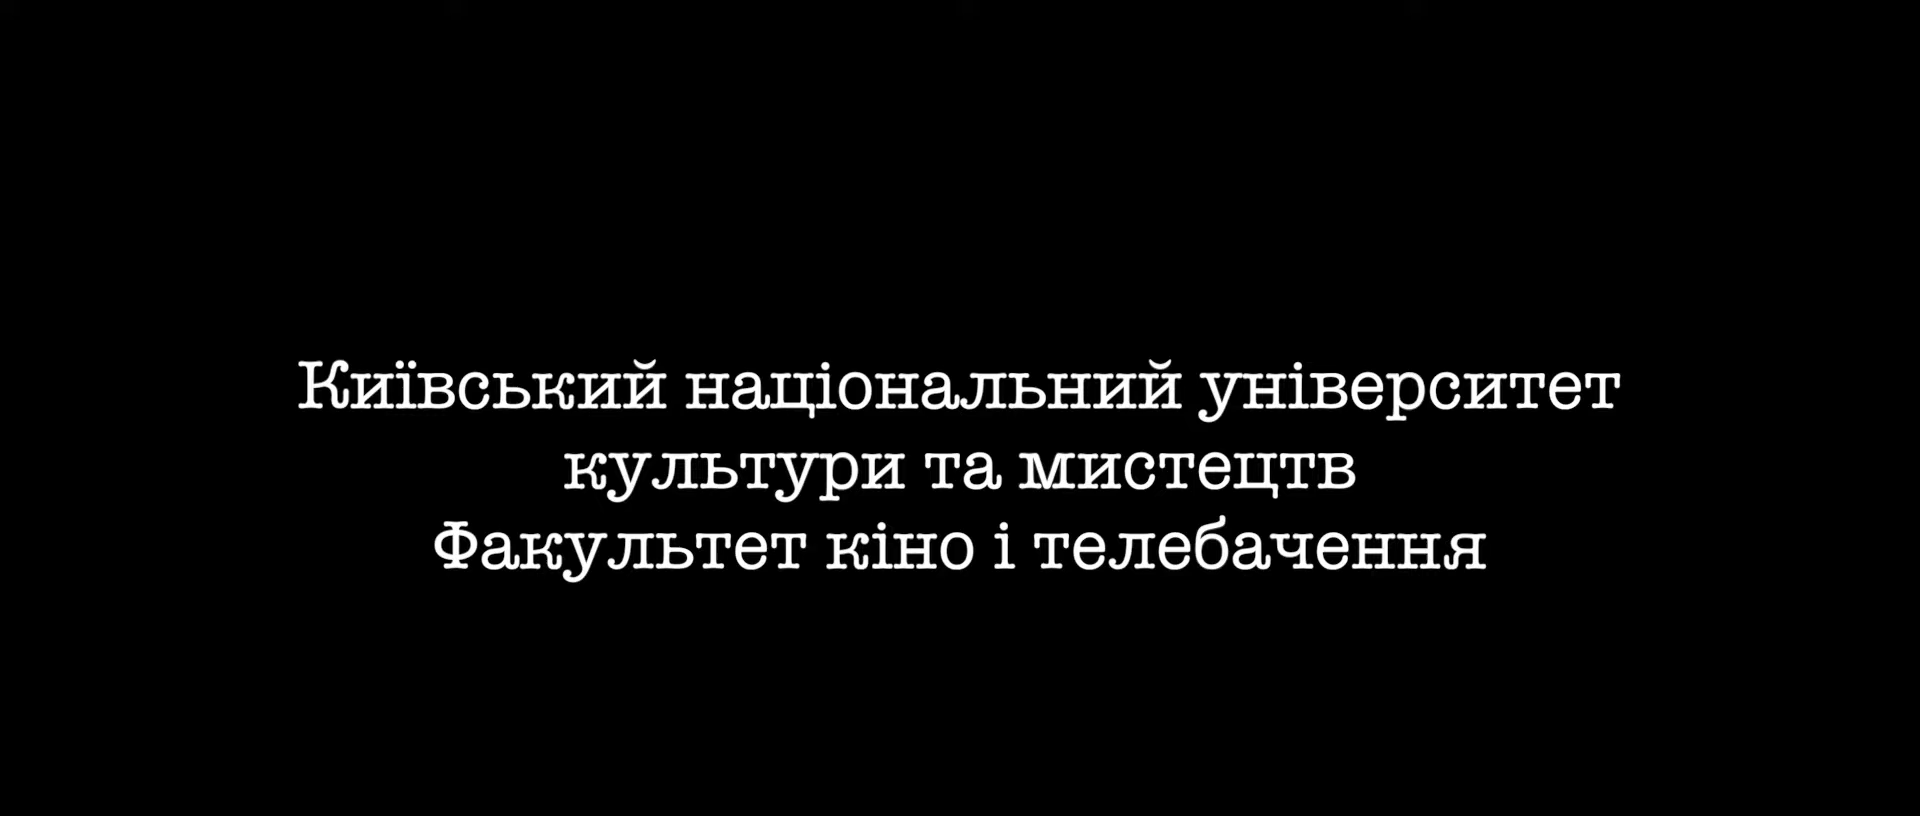 Київський національний університет
культури та мистецтв
Факультет кіно і телебачення